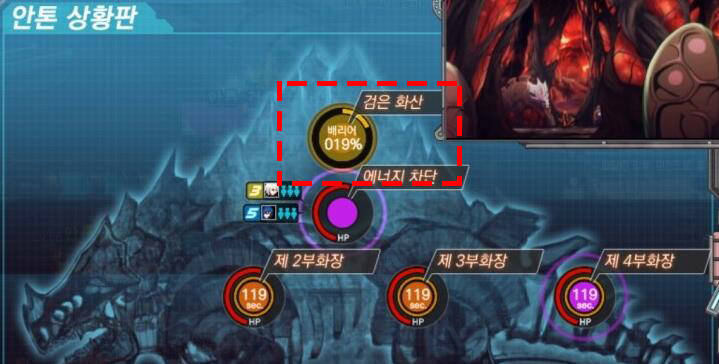 안톤 상황판
검은 화산
배리어
019%
에너지 차단
3
5
HP
제 2부화장
제 3부화장
제 4부화장
119
sec.
HP
119
sec.
HP
119
sec.
HP